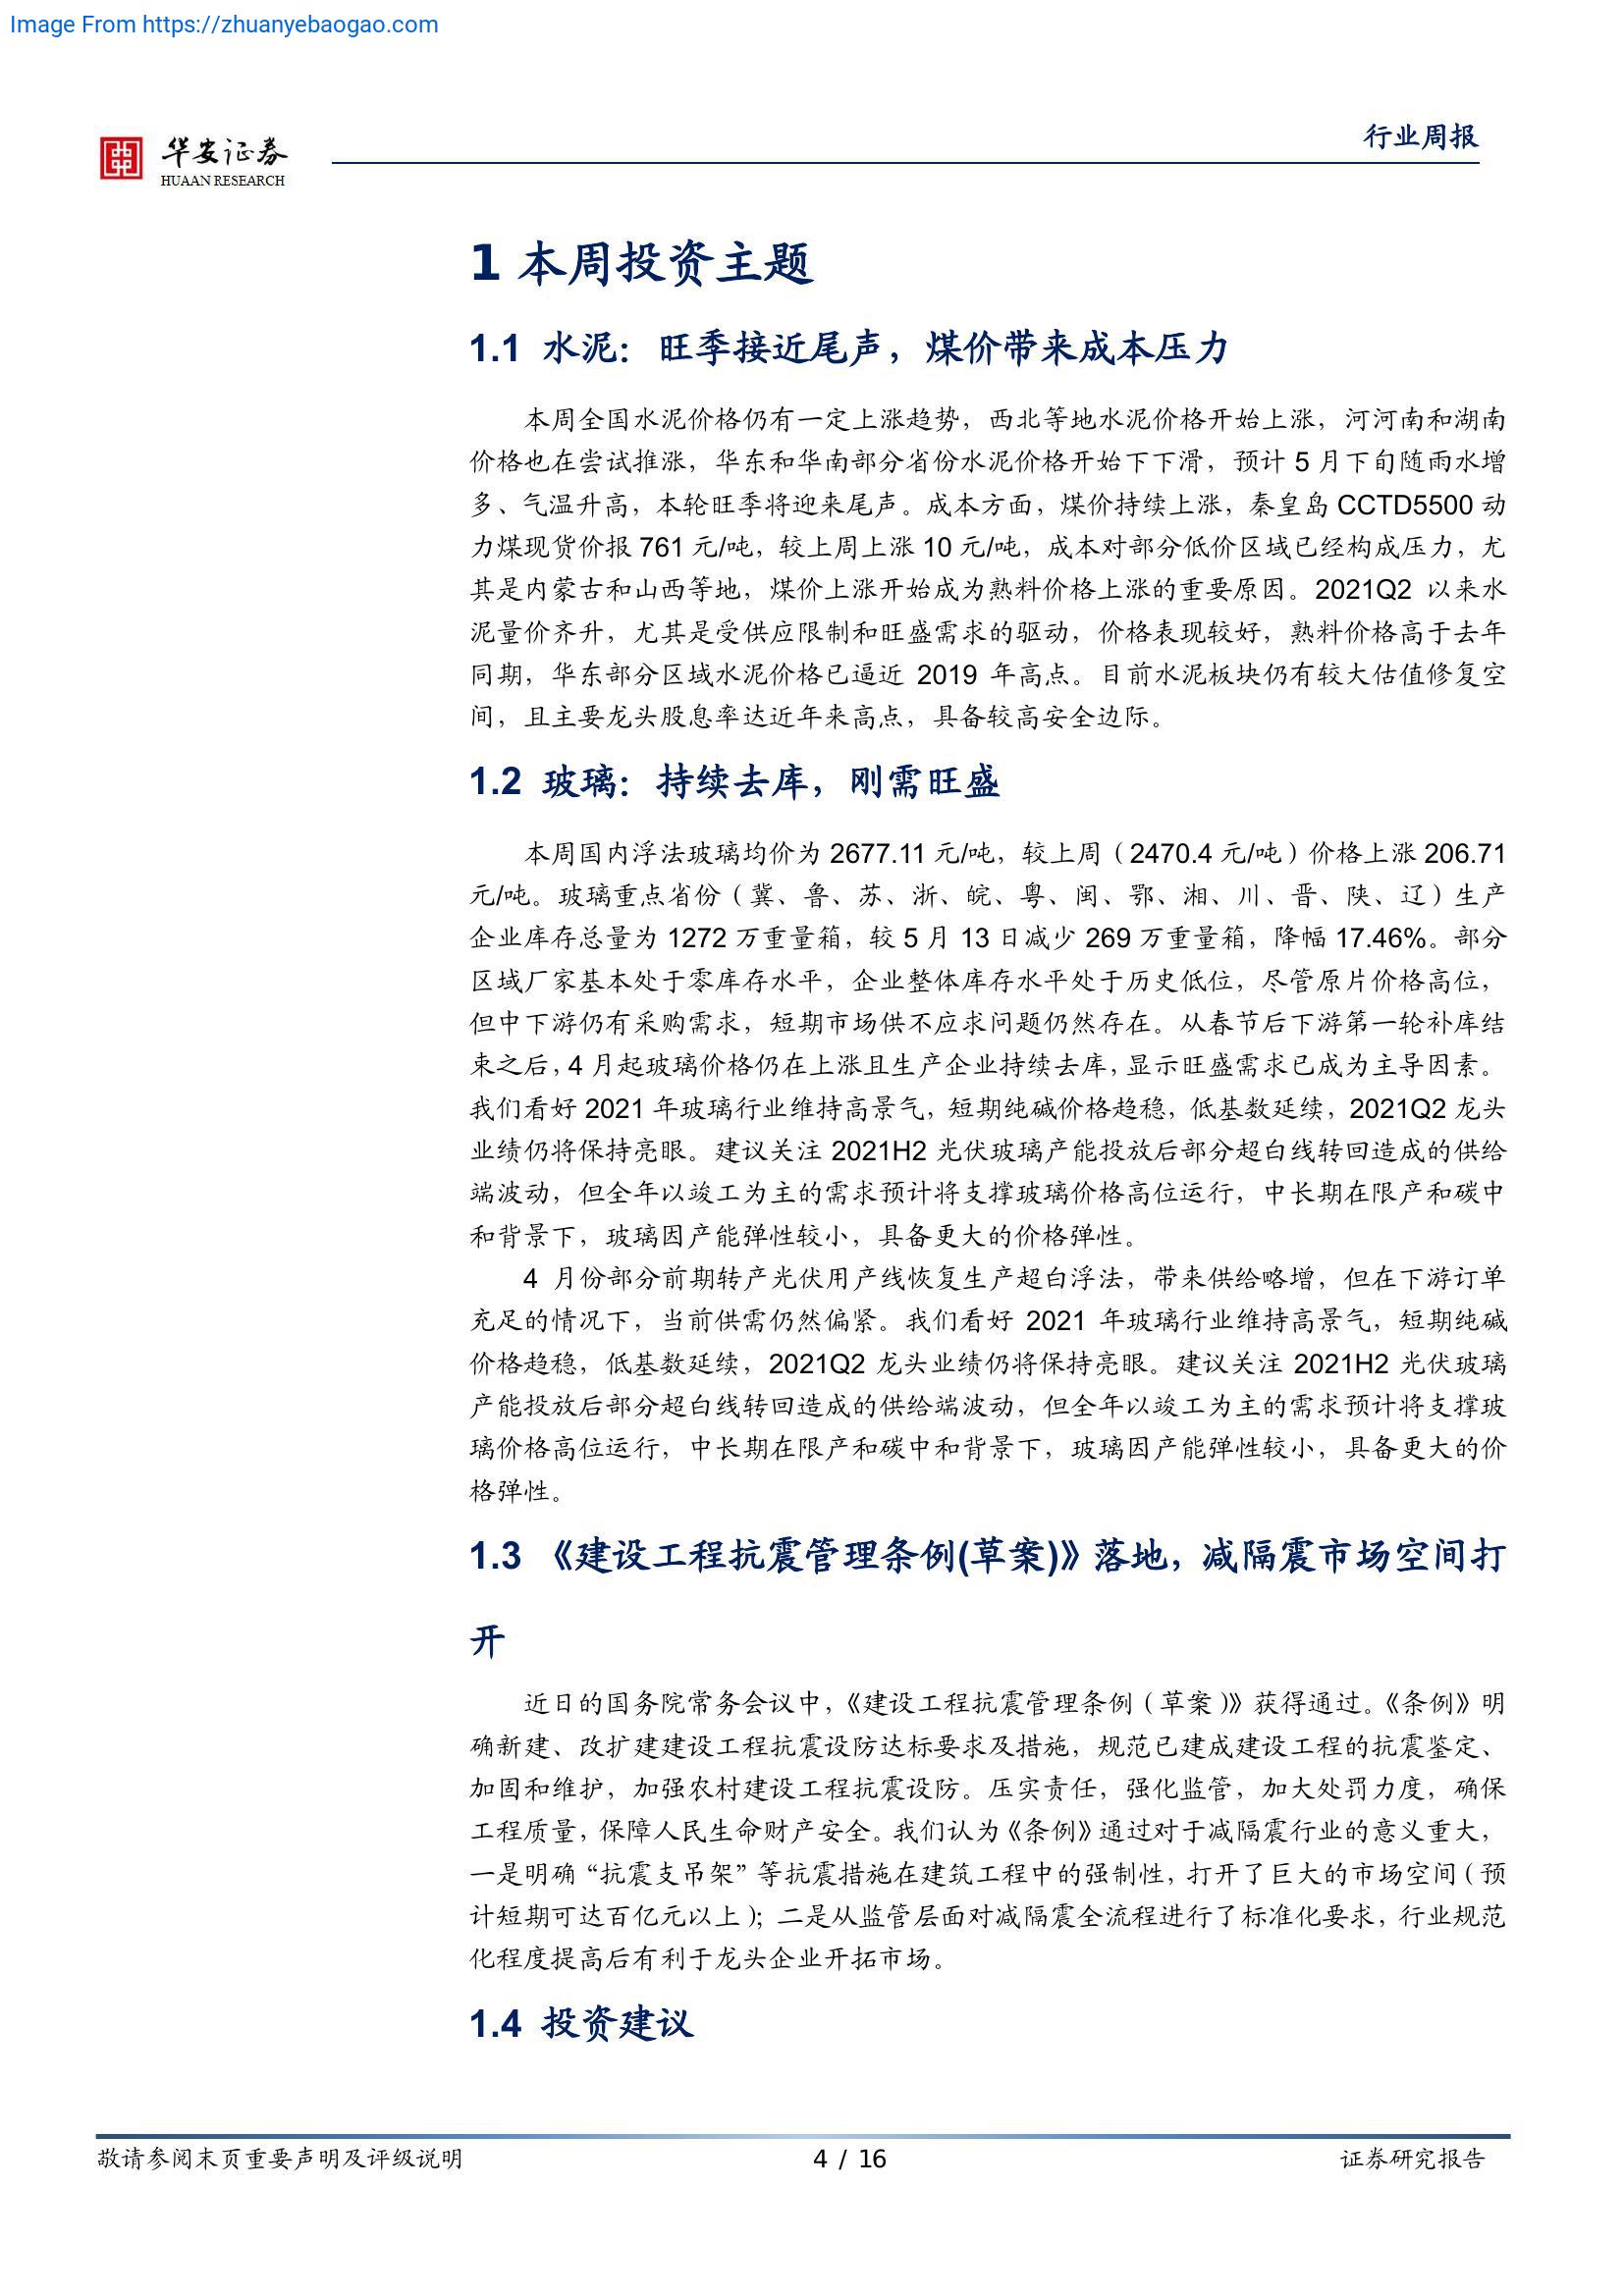 Image From https://zhuanyebaogao.com
华安证券
HUAAN RESEARCH
行业周报
1 本周投资主题
1.1 水泥：旺季接近尾声，煤价带来成本压力
本周全国水泥价格仍有一定上涨趋势，西北等地水泥价格开始上涨，河河南和湖南
价格也在尝试推涨，华东和华南部分省份水泥价格开始下下滑，预计 5 月下旬随雨水增
多、气温升高，本轮旺季将迎来尾声。成本方面，煤价持续上涨，秦皇岛 CCTD5500 动
力煤现货价报 761 元/吨，较上周上涨 10 元/吨，成本对部分低价区域已经构成压力，尤
其是内蒙古和山西等地，煤价上涨开始成为熟料价格上涨的重要原因。2021Q2 以来水
泥量价齐升，尤其是受供应限制和旺盛需求的驱动，价格表现较好，熟料价格高于去年
同期，华东部分区域水泥价格已逼近 2019 年高点。目前水泥板块仍有较大估值修复空
间，且主要龙头股息率达近年来高点，具备较高安全边际。
1.2 玻璃：持续去库，刚需旺盛
本周国内浮法玻璃均价为 2677.11 元/吨，较上周（2470.4 元/吨）价格上涨 206.71
元/吨。玻璃重点省份（冀、鲁、苏、浙、皖、粤、闽、鄂、湘、川、晋、陕、辽）生产
企业库存总量为 1272 万重量箱，较 5 月 13 日减少 269 万重量箱，降幅 17.46%。部分
区域厂家基本处于零库存水平，企业整体库存水平处于历史低位，尽管原片价格高位，
但中下游仍有采购需求，短期市场供不应求问题仍然存在。从春节后下游第一轮补库结
束之后，4 月起玻璃价格仍在上涨且生产企业持续去库，显示旺盛需求已成为主导因素。
我们看好 2021 年玻璃行业维持高景气，短期纯碱价格趋稳，低基数延续，2021Q2 龙头
业绩仍将保持亮眼。建议关注 2021H2 光伏玻璃产能投放后部分超白线转回造成的供给
端波动，但全年以竣工为主的需求预计将支撑玻璃价格高位运行，中长期在限产和碳中
和背景下，玻璃因产能弹性较小，具备更大的价格弹性。
4 月份部分前期转产光伏用产线恢复生产超白浮法，带来供给略增，但在下游订单
充足的情况下，当前供需仍然偏紧。我们看好 2021 年玻璃行业维持高景气，短期纯碱
价格趋稳，低基数延续，2021Q2 龙头业绩仍将保持亮眼。建议关注 2021H2 光伏玻璃
产能投放后部分超白线转回造成的供给端波动，但全年以竣工为主的需求预计将支撑玻
璃价格高位运行，中长期在限产和碳中和背景下，玻璃因产能弹性较小，具备更大的价
格弹性。
1.3 《建设工程抗震管理条例(草案)》落地，减隔震市场空间打
开
近日的国务院常务会议中，《建设工程抗震管理条例（草案）》获得通过。《条例》明
确新建、改扩建建设工程抗震设防达标要求及措施，规范已建成建设工程的抗震鉴定、
加固和维护，加强农村建设工程抗震设防。压实责任，强化监管，加大处罚力度，确保
工程质量，保障人民生命财产安全。我们认为《条例》通过对于减隔震行业的意义重大，
一是明确“抗震支吊架”等抗震措施在建筑工程中的强制性，打开了巨大的市场空间（预
计短期可达百亿元以上）；二是从监管层面对减隔震全流程进行了标准化要求，行业规范
化程度提高后有利于龙头企业开拓市场。
1.4 投资建议
敬请参阅末页重要声明及评级说明
4 / 16
证券研究报告